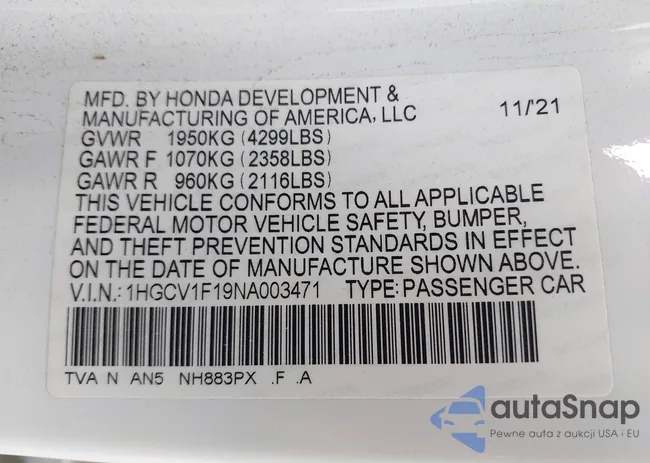 MFD. BY HONDA DEVELOPMENT &
MANUFACTURING OF AMERICA, LLC 11/21
GVWR 1950KG (4299LBS)
GAWR F 1070KG (2358LBS)
GAWR R 960KG (2116LBS)
THIS VEHICLE CONFORMS TO ALL APPLICABLE
FEDERAL MOTOR VEHICLE SAFETY, BUMPER,
AND THEFT PREVENTION STANDARDS IN EFFECT
ON THE DATE OF MANUFACTURE SHOWN ABOVE.
V.I.N.: 1HGCV1F19NA003471 TYPE: PASSENGER CAR
TVA N AN5 NH883PX .F .A
autaSnap
Pewne auta z aukcji USA i EU